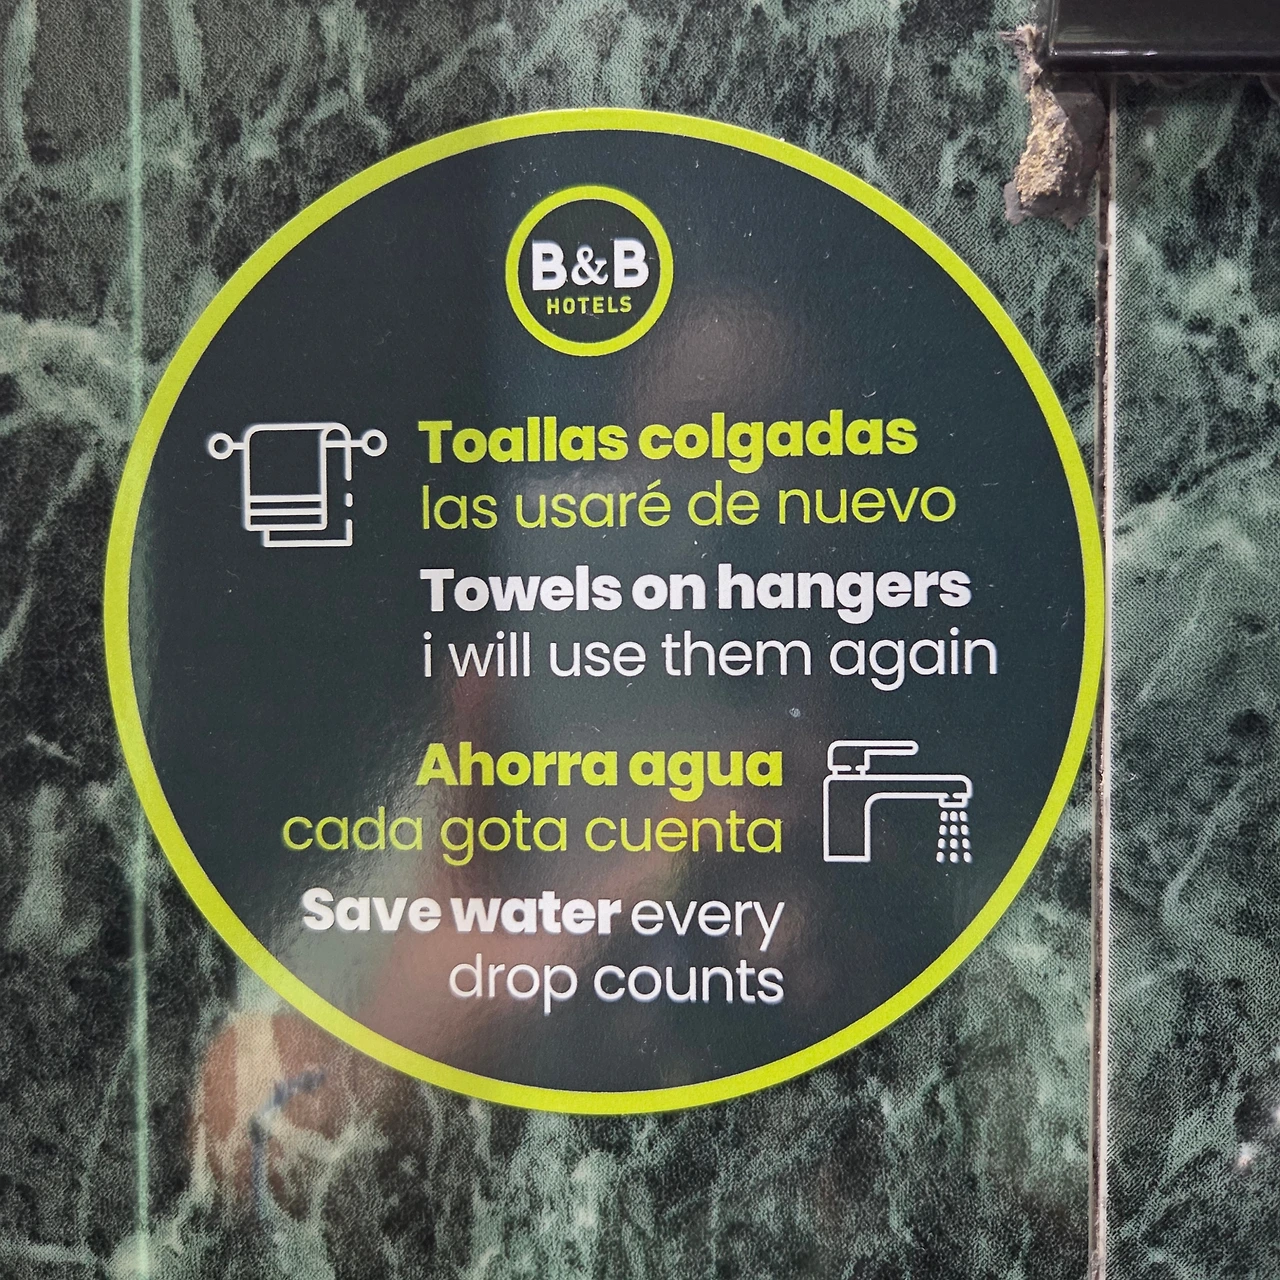 B&B
HOTELS
Toallas colgadas
las usaré de nuevo
Towels on hangers
i will use them again
Ahorra agua
cada gota cuenta
Save water every
drop counts